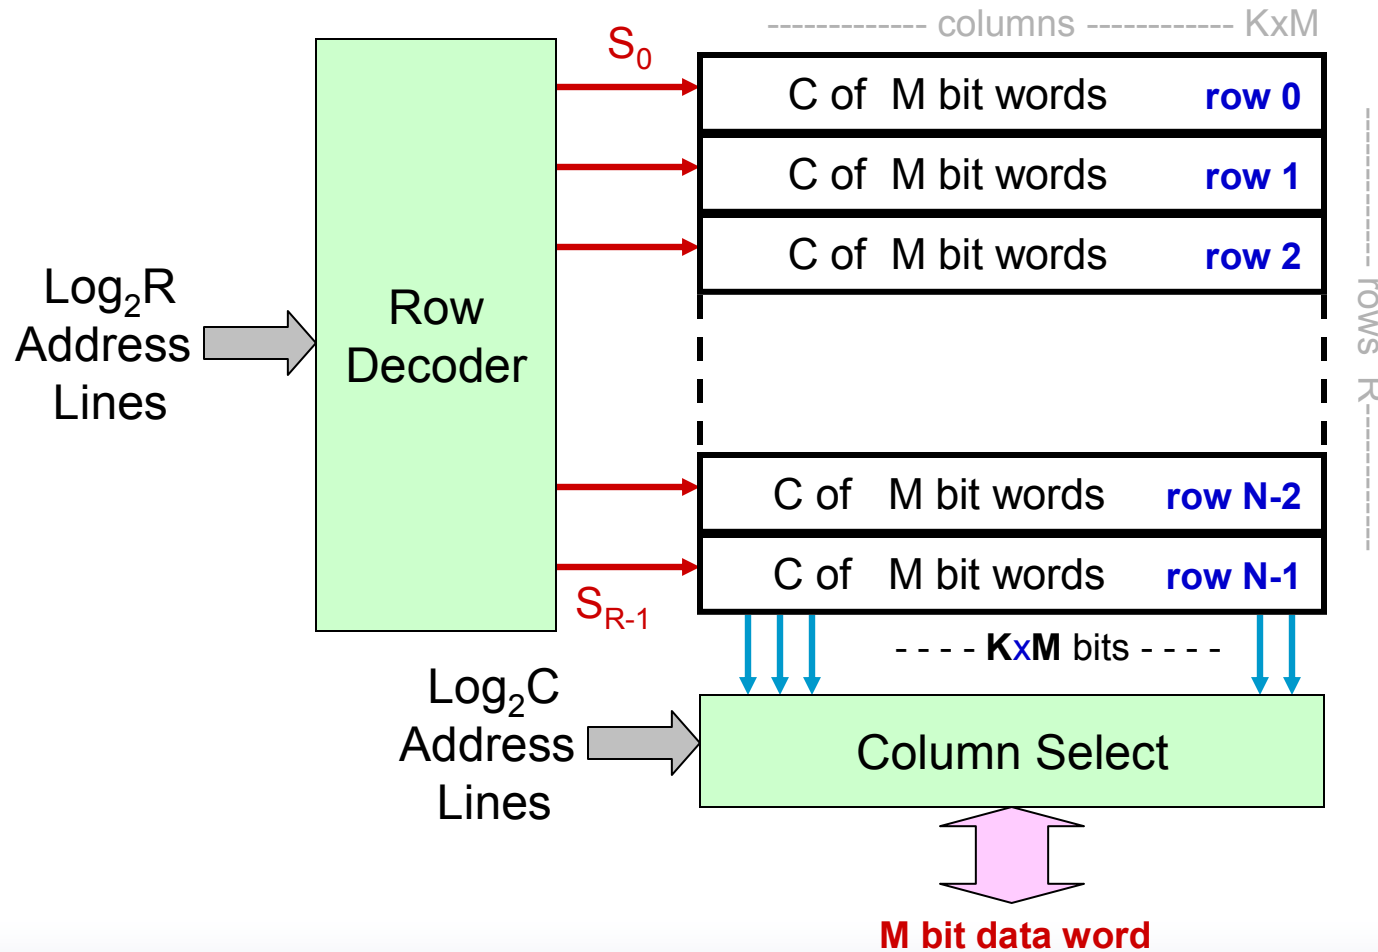 ------------- columns ------------ KxM
S₀
C of M bit words row 0
C of M bit words row 1
C of M bit words row 2
Log₂R
Address
Lines
Row
Decoder
-------------- rows R--------------
C of M bit words row N-2
C of M bit words row N-1
S_R-1
- - - - KxM bits - - - -
Log₂C
Address
Lines
Column Select
M bit data word